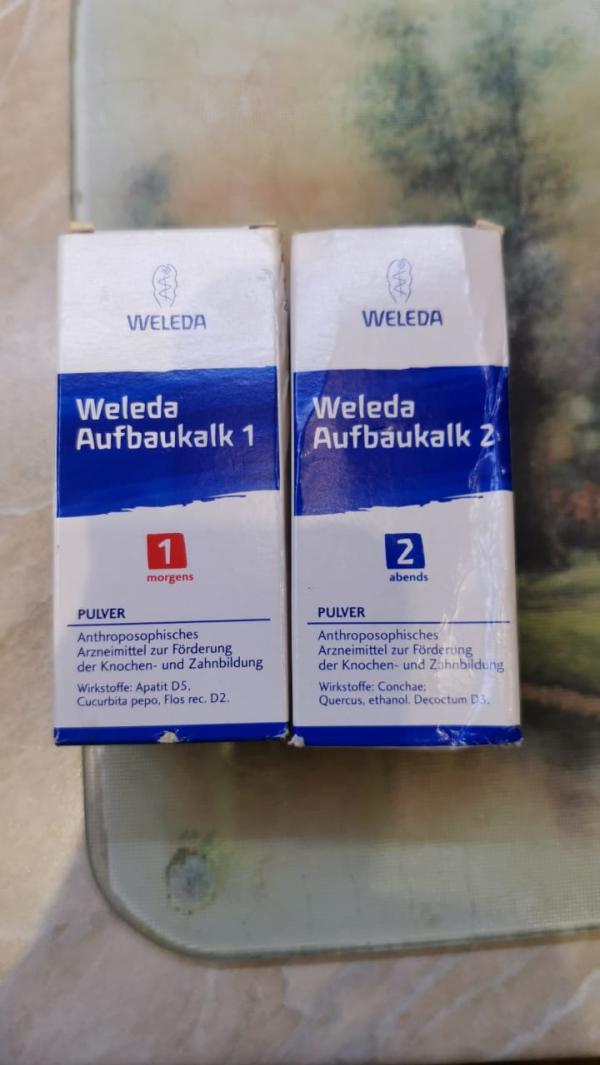 WELEDA
Weleda
Aufbaukalk 1
1
morgens
PULVER
Anthroposophisches
Arzneimittel zur Förderung
der Knochen- und Zahnbildung
Wirkstoffe: Apatit D5,
Cucurbita pepo, Flos rec. D2.
WELEDA
Weleda
Aufbaukalk 2
2
abends
PULVER
Anthroposophisches
Arzneimittel zur Förderung
der Knochen- und Zahnbildung
Wirkstoffe: Conchae;
Quercus, ethanol. Decoctum D3.